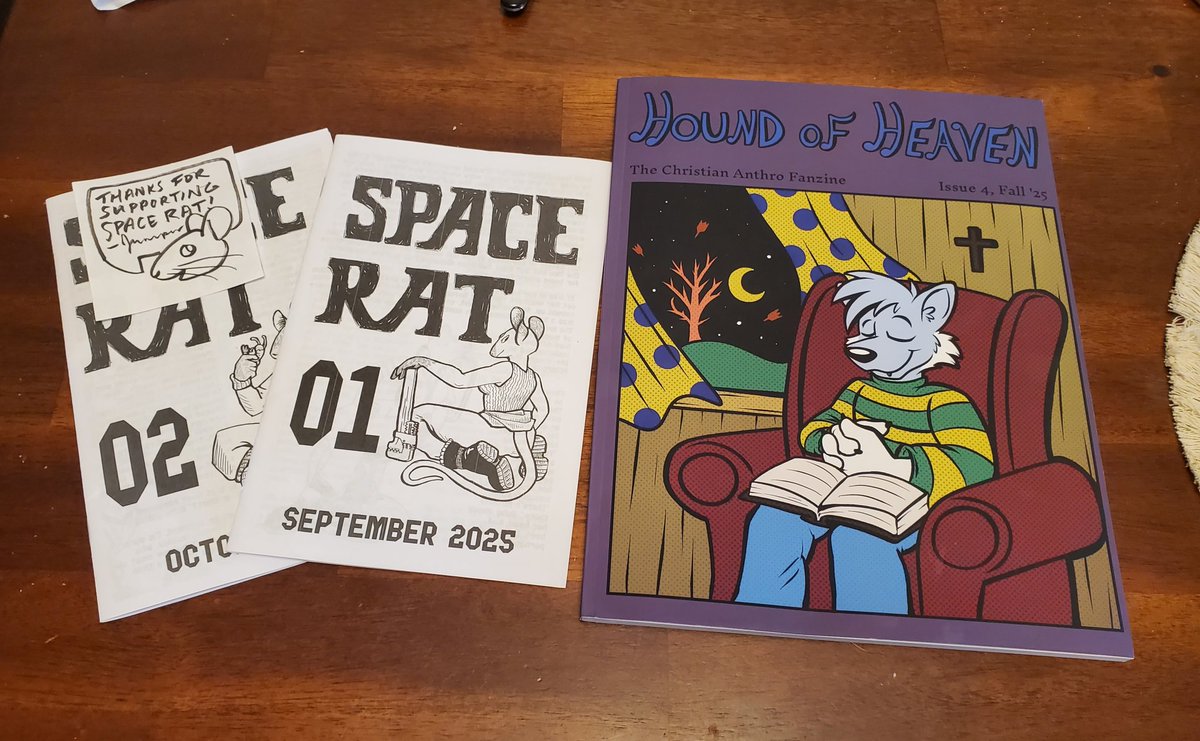 THANKS FOR
SUPPORTING
SPACE RAT!
RAT
02
SPACE
RAT
01
SEPTEMBER 2025
HOUND OF HEAVEN
The Christian Anthro Fanzine
Issue 4, Fall '25